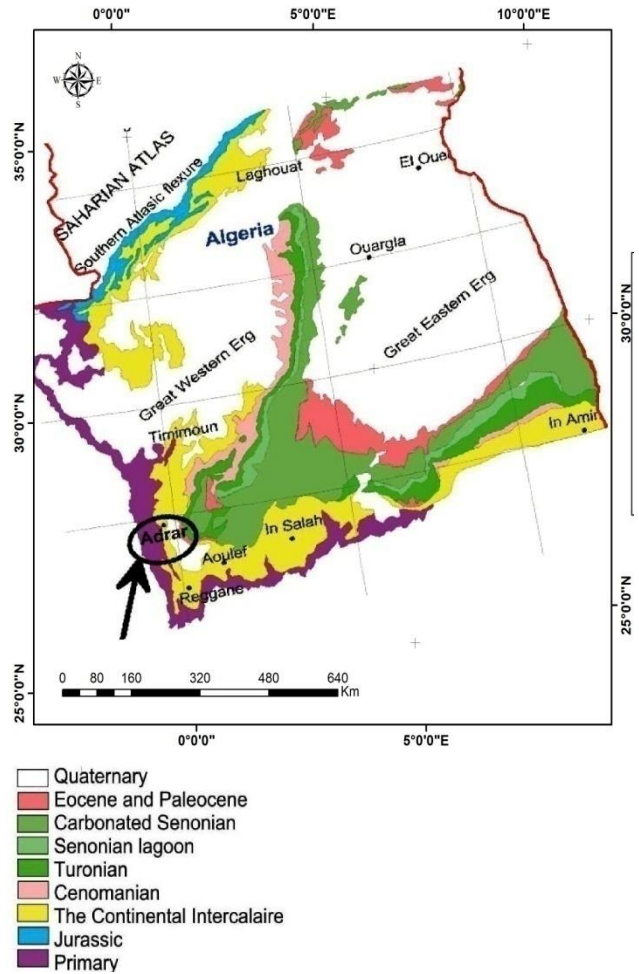 0°0'0" 5°0'0"E 10°0'0"E
N
W E
S
35°0'0"N
SAHARIAN ATLAS
Southern Atlasic flexure
Laghouat
El Oue
Algeria
Ouargla
Great Western Erg
Great Eastern Erg
30°0'0"N
30°0'0"N
Timimoun
In Amin
Adrar
In Salah
Aoulef
Reggane
25°0'0"N
25°0'0"N
0 80 160 320 480 640
Km
0°0'0"E 5°0'0"E
Quaternary
Eocene and Paleocene
Carbonated Senonian
Senonian lagoon
Turonian
Cenomanian
The Continental Intercalaire
Jurassic
Primary